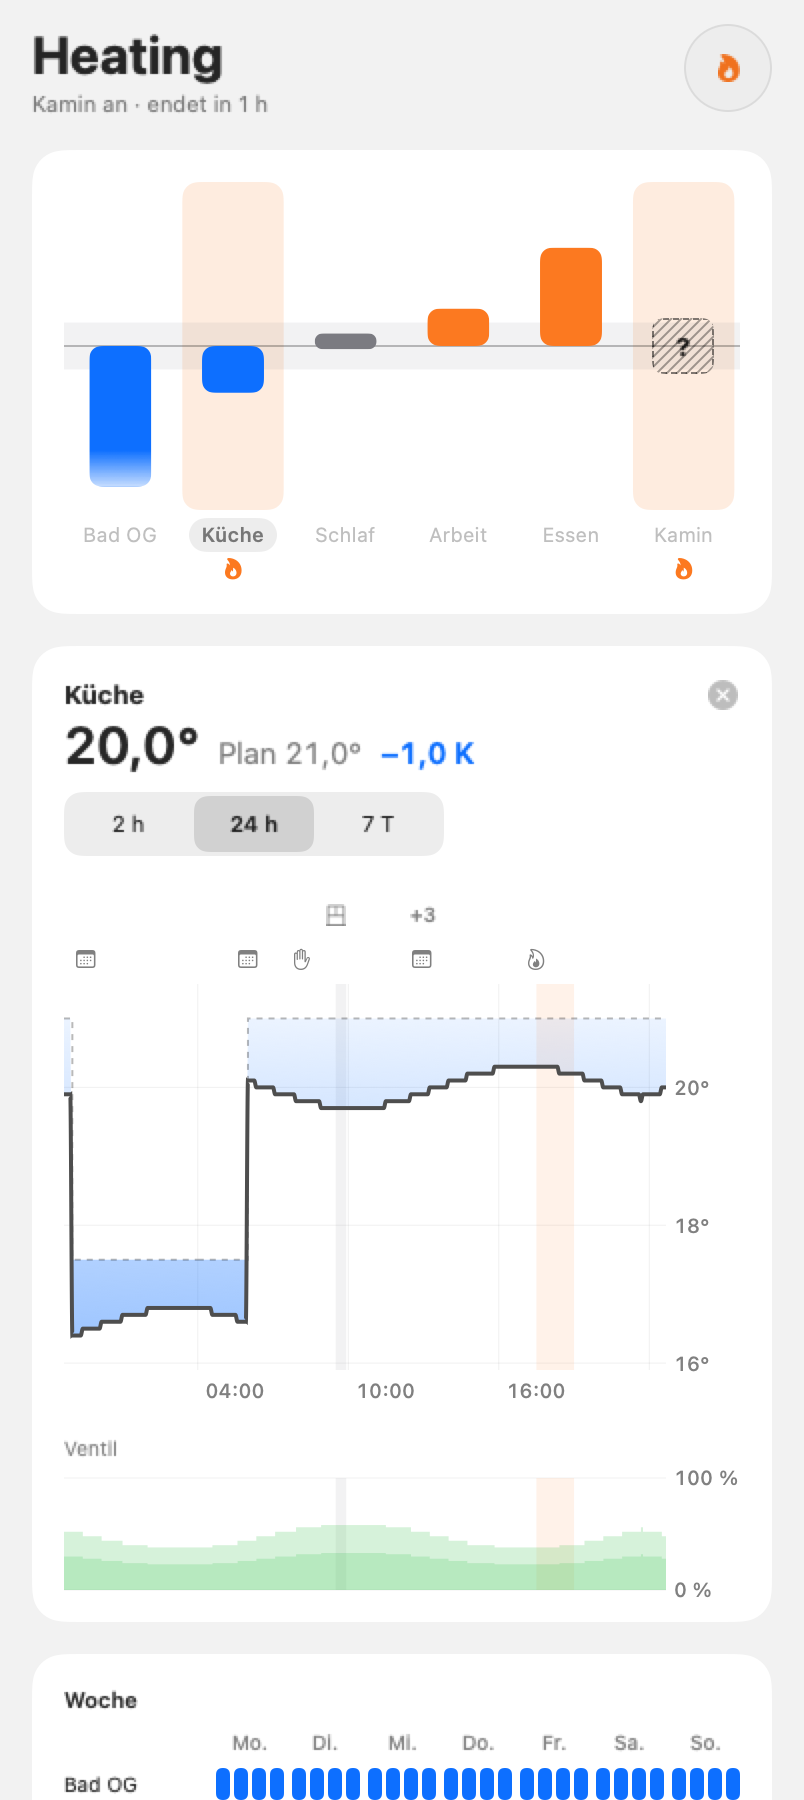 Heating
Kamin an · endet in 1 h
?
Bad OG Küche Schlaf Arbeit Essen Kamin
Küche
20,0° Plan 21,0° −1,0 K
2 h 24 h 7 T
+3
20°
18°
16°
04:00 10:00 16:00
Ventil
100 %
0 %
Woche
Mo. Di. Mi. Do. Fr. Sa. So.
Bad OG